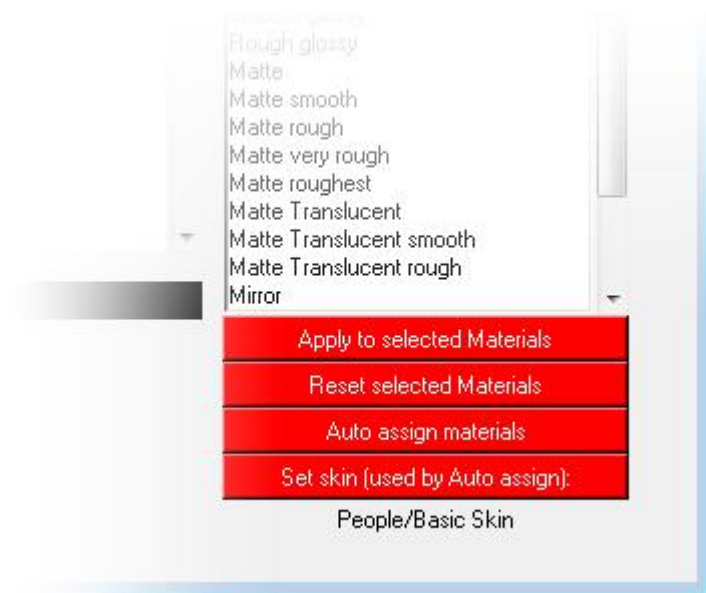 Rough glossy
Matte
Matte smooth
Matte rough
Matte very rough
Matte roughest
Matte Translucent
Matte Translucent smooth
Matte Translucent rough
Mirror
Apply to selected Materials
Reset selected Materials
Auto assign materials
Set skin (used by Auto assign):
People/Basic Skin